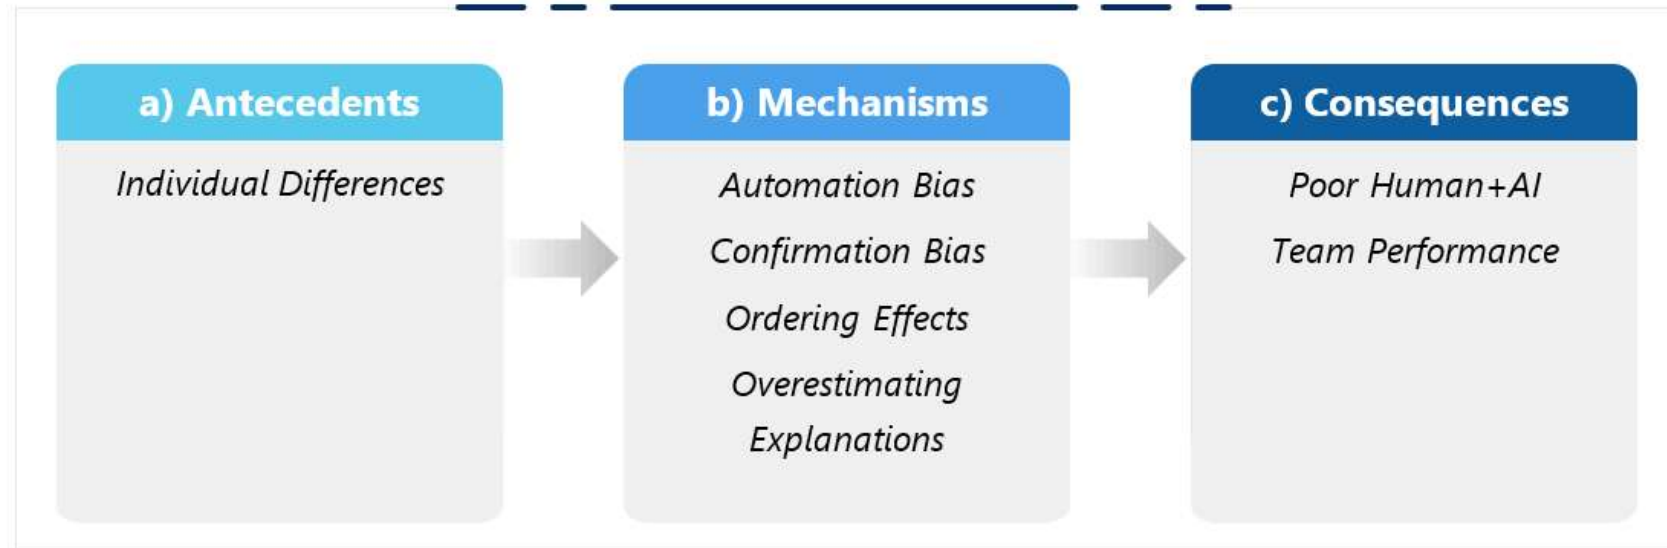 a) Antecedents
Individual Differences
b) Mechanisms
Automation Bias
Confirmation Bias
Ordering Effects
Overestimating
Explanations
c) Consequences
Poor Human+AI
Team Performance